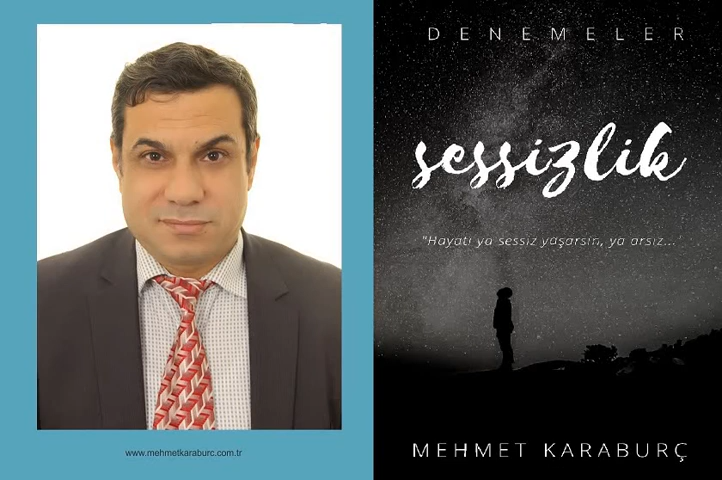 www.mehmetkaraburc.com.tr
DENEMELER
sessizlik
"Hayatı ya sessiz yaşarsın, ya arsız..."
MEHMET KARABURÇ